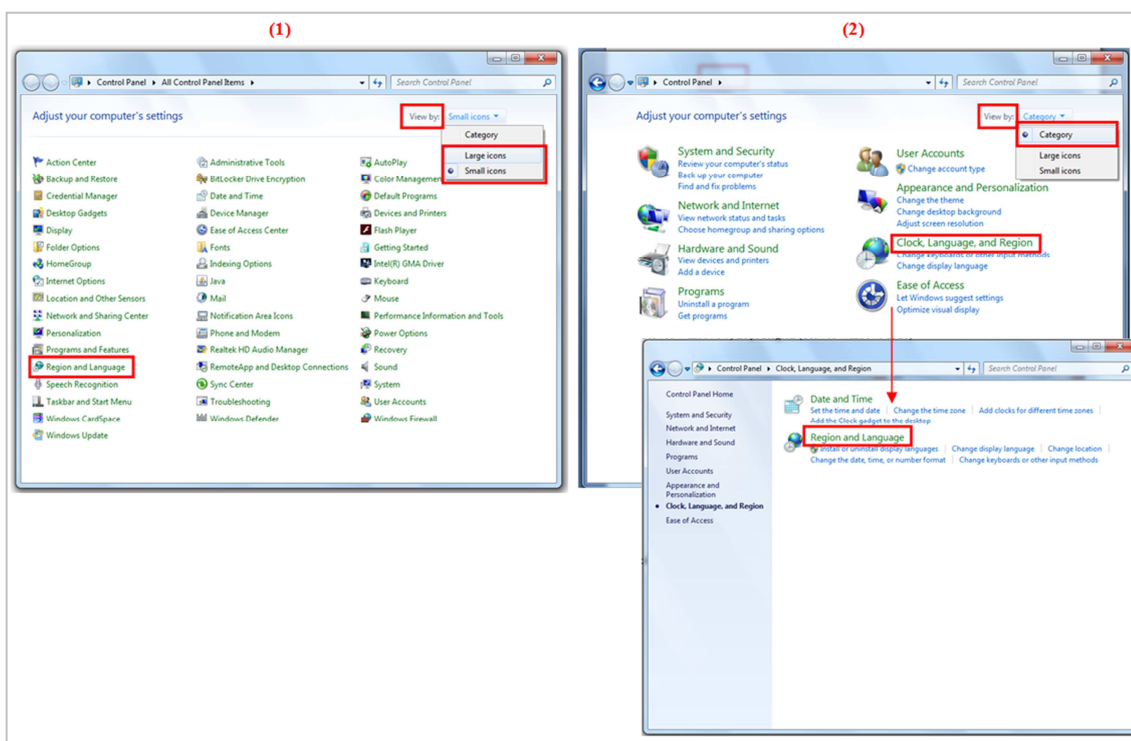 (1)
Control Panel ▸ All Control Panel Items ▸
Search Control Panel
Adjust your computer's settings
View by: Small icons
Category
Large icons
Small icons
Action Center
Administrative Tools
AutoPlay
Backup and Restore
BitLocker Drive Encryption
Color Management
Credential Manager
Date and Time
Default Programs
Desktop Gadgets
Device Manager
Devices and Printers
Display
Ease of Access Center
Flash Player
Folder Options
Fonts
Getting Started
HomeGroup
Indexing Options
Intel(R) GMA Driver
Internet Options
Java
Keyboard
Location and Other Sensors
Mail
Mouse
Network and Sharing Center
Notification Area Icons
Performance Information and Tools
Personalization
Phone and Modem
Power Options
Programs and Features
Realtek HD Audio Manager
Recovery
Region and Language
RemoteApp and Desktop Connections
Sound
Speech Recognition
Sync Center
System
Taskbar and Start Menu
Troubleshooting
User Accounts
Windows CardSpace
Windows Defender
Windows Firewall
Windows Update
(2)
Control Panel ▸
Search Control Panel
Adjust your computer's settings
View by: Category
Category
Large icons
Small icons
System and Security
Review your computer's status
Back up your computer
Find and fix problems
Network and Internet
View network status and tasks
Choose homegroup and sharing options
Hardware and Sound
View devices and printers
Add a device
Programs
Uninstall a program
Get programs
User Accounts
Change account type
Appearance and Personalization
Change the theme
Change desktop background
Adjust screen resolution
Clock, Language, and Region
Change keyboards or other input methods
Change display language
Ease of Access
Let Windows suggest settings
Optimize visual display
Control Panel ▸ Clock, Language, and Region
Search Control Panel
Control Panel Home
System and Security
Network and Internet
Hardware and Sound
Programs
User Accounts
Appearance and
Personalization
Clock, Language, and Region
Ease of Access
Date and Time
Set the time and date | Change the time zone | Add clocks for different time zones
Add the Clock gadget to the desktop
Region and Language
Install or uninstall display languages | Change display language | Change location
Change the date, time, or number format | Change keyboards or other input methods